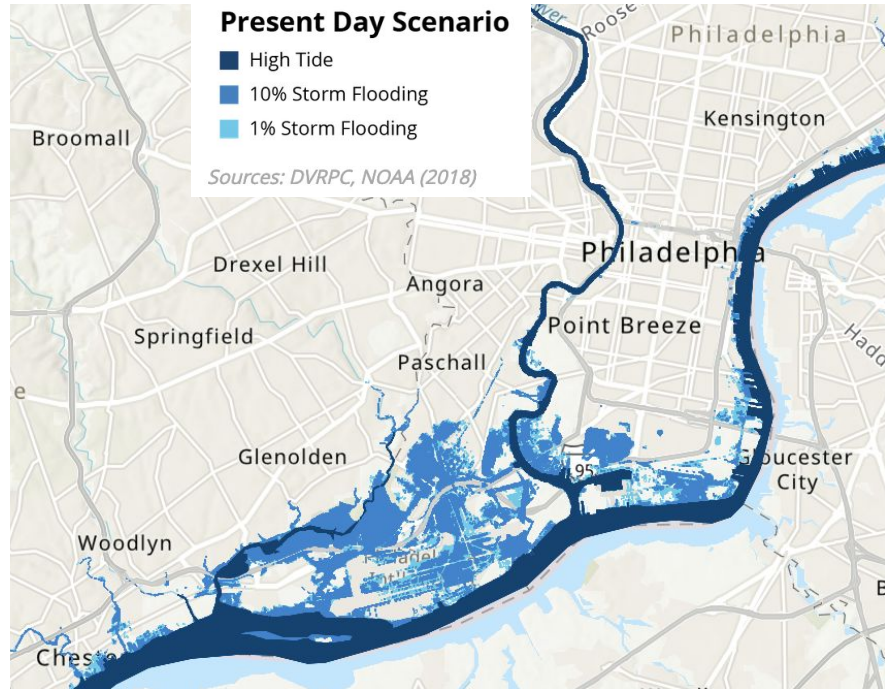 Present Day Scenario
High Tide
10% Storm Flooding
1% Storm Flooding
Sources: DVRPC, NOAA (2018)
Philadelphia
Kensington
Broomall
Philadelphia
Drexel Hill
Angora
Point Breeze
Springfield
Paschall
Glenolden
Gloucester
City
95
Woodlyn